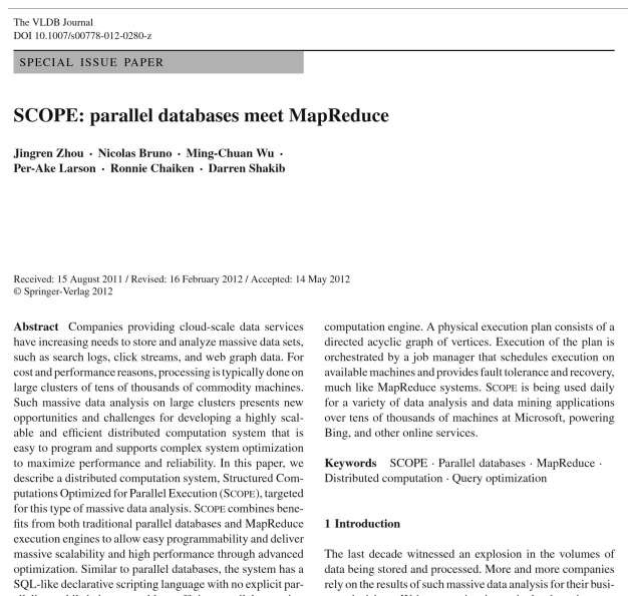 The VLDB Journal
DOI 10.1007/s00778-012-0280-z
SPECIAL ISSUE PAPER
SCOPE: parallel databases meet MapReduce
Jingren Zhou · Nicolas Bruno · Ming-Chuan Wu ·
Per-Ake Larson · Ronnie Chaiken · Darren Shakib
Received: 15 August 2011 / Revised: 16 February 2012 / Accepted: 14 May 2012
© Springer-Verlag 2012
Abstract Companies providing cloud-scale data services
have increasing needs to store and analyze massive data sets,
such as search logs, click streams, and web graph data. For
cost and performance reasons, processing is typically done on
large clusters of tens of thousands of commodity machines.
Such massive data analysis on large clusters presents new
opportunities and challenges for developing a highly scal-
able and efficient distributed computation system that is
easy to program and supports complex system optimization
to maximize performance and reliability. In this paper, we
describe a distributed computation system, Structured Com-
putations Optimized for Parallel Execution (SCOPE), targeted
for this type of massive data analysis. SCOPE combines bene-
fits from both traditional parallel databases and MapReduce
execution engines to allow easy programmability and deliver
massive scalability and high performance through advanced
optimization. Similar to parallel databases, the system has a
SQL-like declarative scripting language with no explicit par-
computation engine. A physical execution plan consists of a
directed acyclic graph of vertices. Execution of the plan is
orchestrated by a job manager that schedules execution on
available machines and provides fault tolerance and recovery,
much like MapReduce systems. SCOPE is being used daily
for a variety of data analysis and data mining applications
over tens of thousands of machines at Microsoft, powering
Bing, and other online services.
Keywords SCOPE · Parallel databases · MapReduce ·
Distributed computation · Query optimization
1 Introduction
The last decade witnessed an explosion in the volumes of
data being stored and processed. More and more companies
rely on the results of such massive data analysis for their busi-